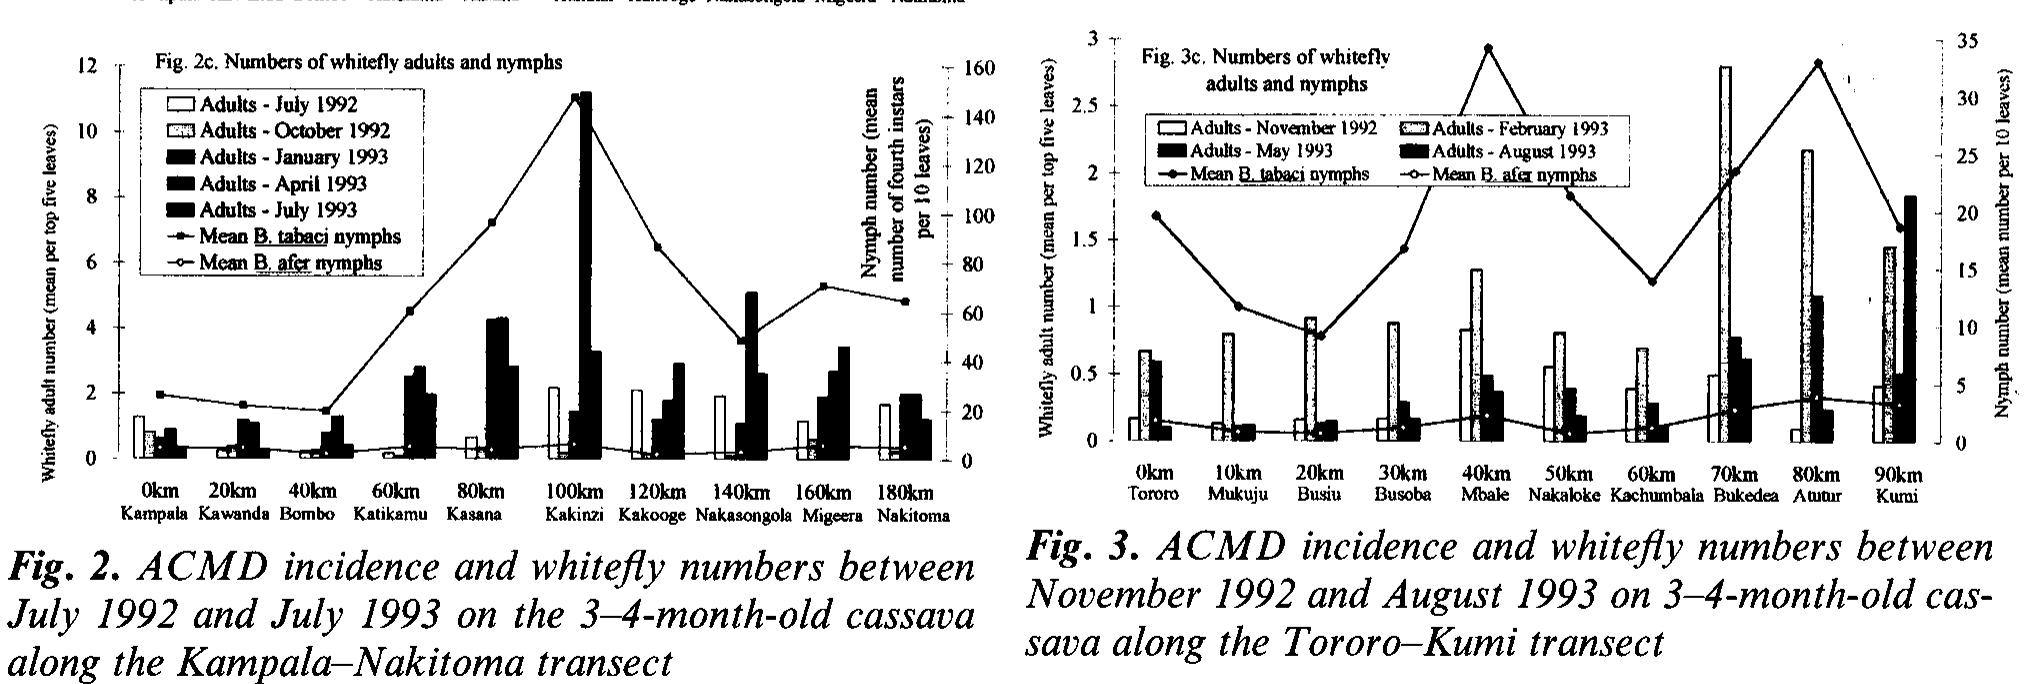 Fig. 2c. Numbers of whitefly adults and nymphs
Adults - July 1992
Adults - October 1992
Adults - January 1993
Adults - April 1993
Adults - July 1993
Mean B. tabaci nymphs
Mean B. afer nymphs
Whitefly adult number (mean per top five leaves)
12
10
8
6
4
2
0
Nymph number (mean
number of fourth instars
per 10 leaves)
160
140
120
100
80
60
40
20
0
0km 20km 40km 60km 80km 100km 120km 140km 160km 180km
Kampala Kawanda Bombo Katikamu Kasana Kakinzi Kakooge Nakasongola Migeera Nakitoma
Fig. 2. ACMD incidence and whitefly numbers between
July 1992 and July 1993 on the 3–4-month-old cassava
along the Kampala–Nakitoma transect
Fig. 3c. Numbers of whitefly
adults and nymphs
Adults - November 1992 Adults - February 1993
Adults - May 1993 Adults - August 1993
Mean B. tabaci nymphs Mean B. afer nymphs
Whitefly adult number (mean per top five leaves)
3
2.5
2
1.5
1
0.5
0
Nymph number (mean number per 10 leaves)
35
30
25
20
15
10
5
0
0km 10km 20km 30km 40km 50km 60km 70km 80km 90km
Tororo Mukuju Busiu Busoba Mbale Nakaloke Kachumbala Bukedea Atutur Kumi
Fig. 3. ACMD incidence and whitefly numbers between
November 1992 and August 1993 on 3–4-month-old cas-
sava along the Tororo–Kumi transect